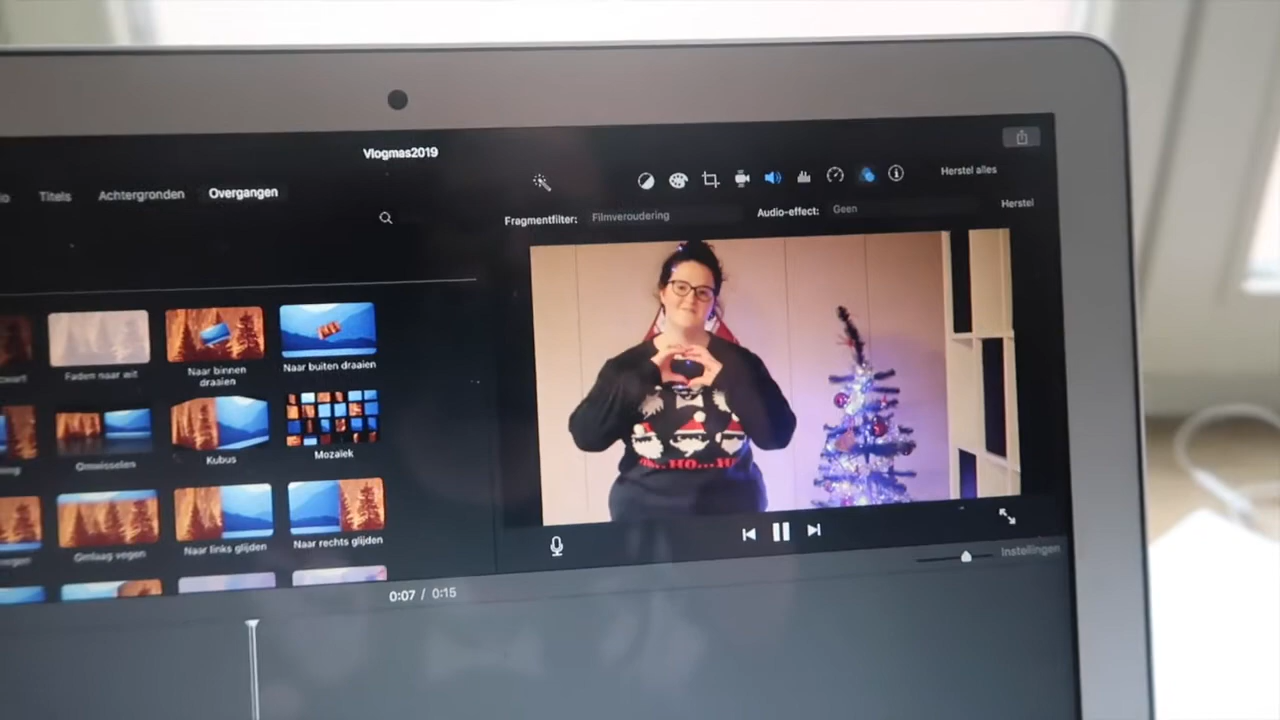 Vlogmas2019
Titels
Achtergronden
Overgangen
Herstel alles
Fragmentfilter:
Filmveroudering
Audio-effect:
Geen
Herstel
Faden naar wit
Naar binnen
draaien
Naar buiten draaien
Omwisselen
Kubus
Mozaïek
Omlaag vegen
Naar links glijden
Naar rechts glijden
HO...H
0:07 / 0:15
Instellingen